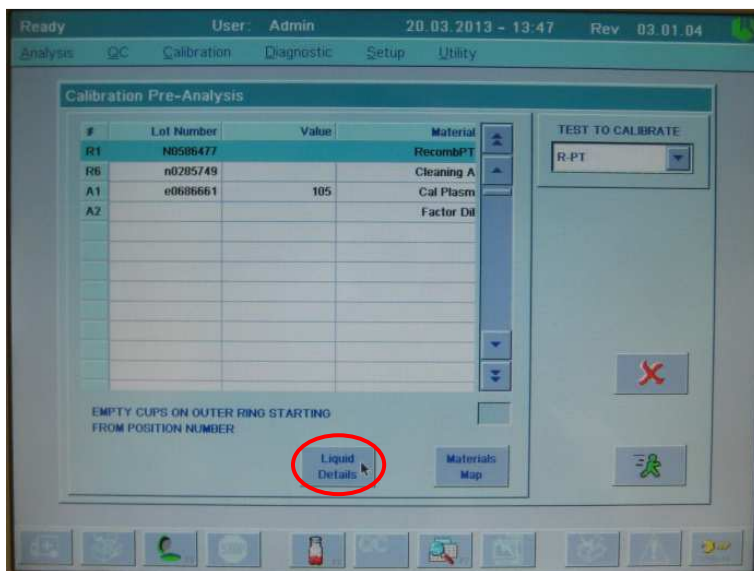 Ready User: Admin 20.03.2013 - 13:47 Rev 03.01.04
Analysis QC Calibration Diagnostic Setup Utility
Calibration Pre-Analysis
# Lot Number Value Material
R1 N0586477 RecombPT
R6 n0285749 Cleaning A
A1 e0686661 105 Cal Plasm
A2 Factor Dil
TEST TO CALIBRATE
R-PT
EMPTY CUPS ON OUTER RING STARTING
FROM POSITION NUMBER
Liquid
Details
Materials
Map
QC